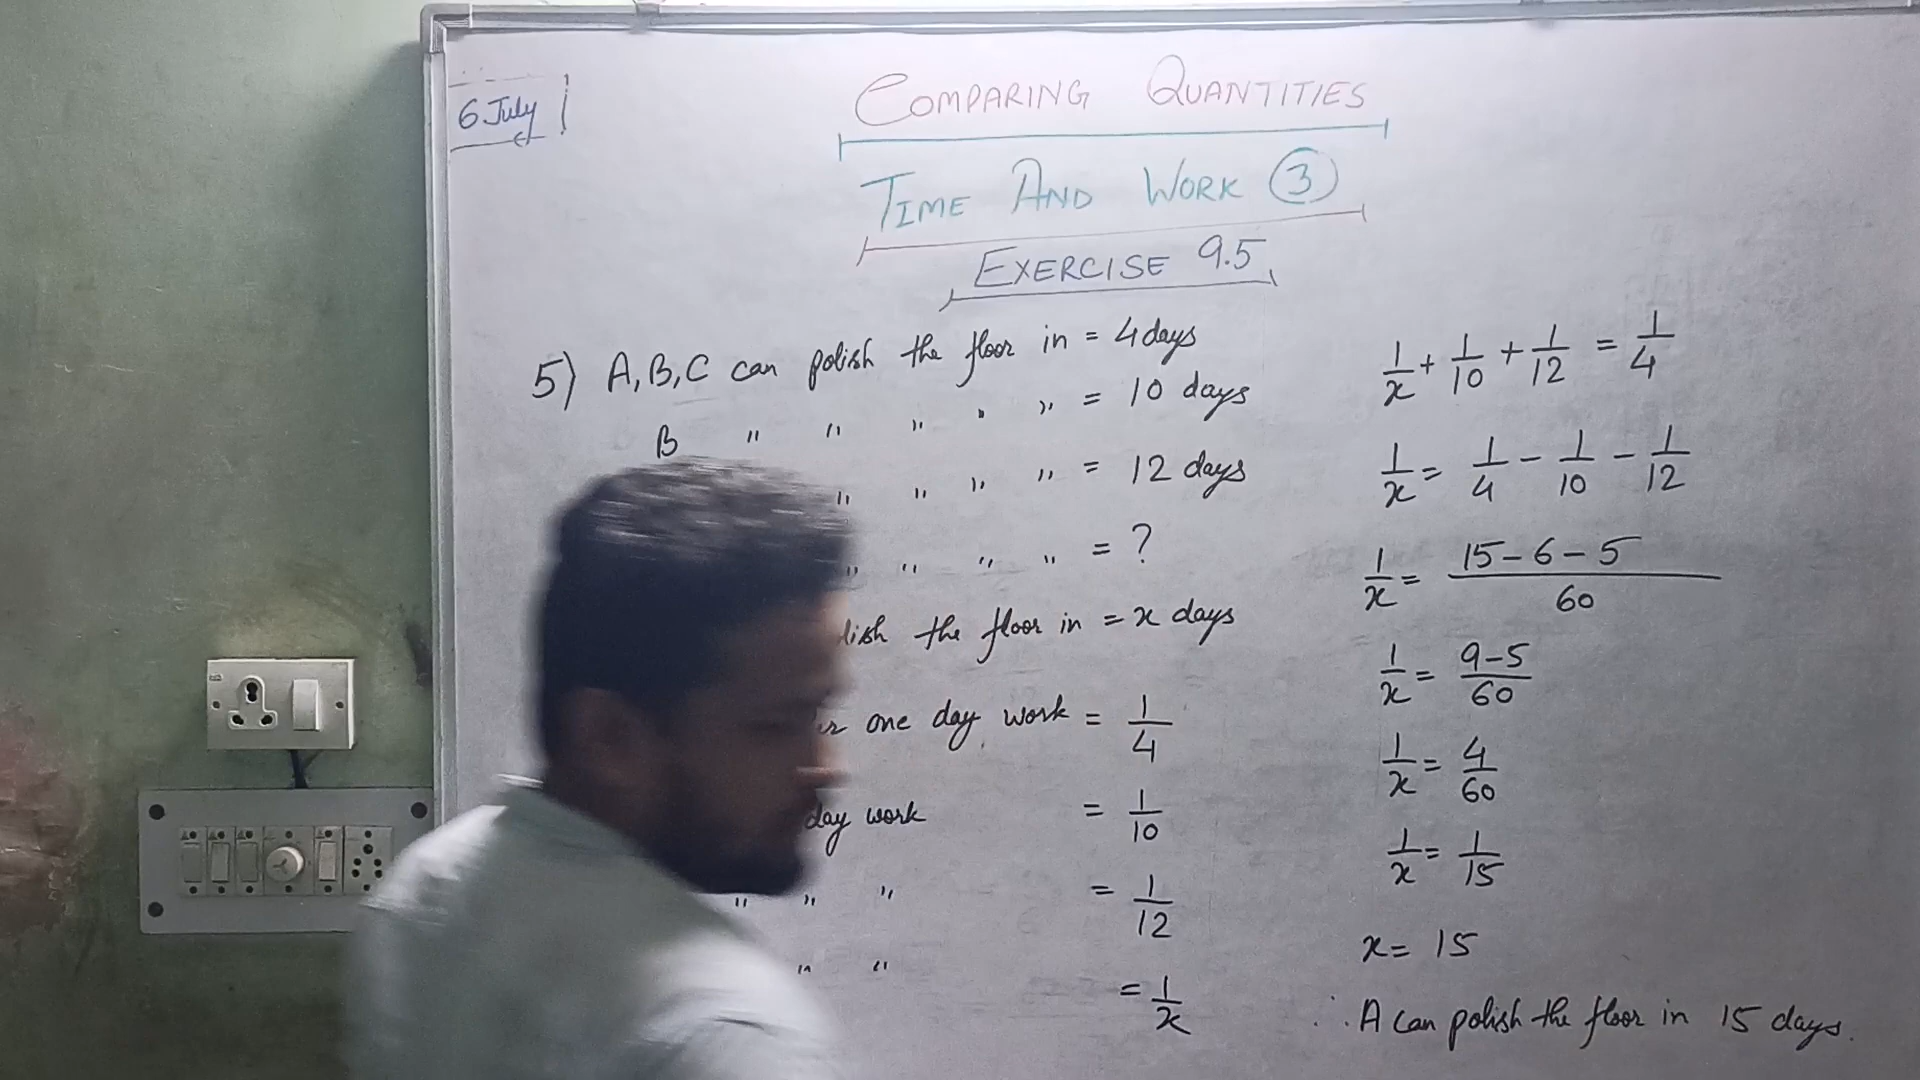 6 July
COMPARING QUANTITIES
TIME AND WORK 3
EXERCISE 9.5
5) A, B, C can polish the floor in = 4 days
B " " " " " = 10 days
" " " " = 12 days
" " " " = ?
the floor in = x days
one day work = 1/4
day work = 1/10
" " " = 1/12
" " = 1/x
1/x + 1/10 + 1/12 = 1/4
1/x = 1/4 - 1/10 - 1/12
1/x = 15 - 6 - 5 / 60
1/x = 9 - 5 / 60
1/x = 4/60
1/x = 1/15
x = 15
∴ A can polish the floor in 15 days.